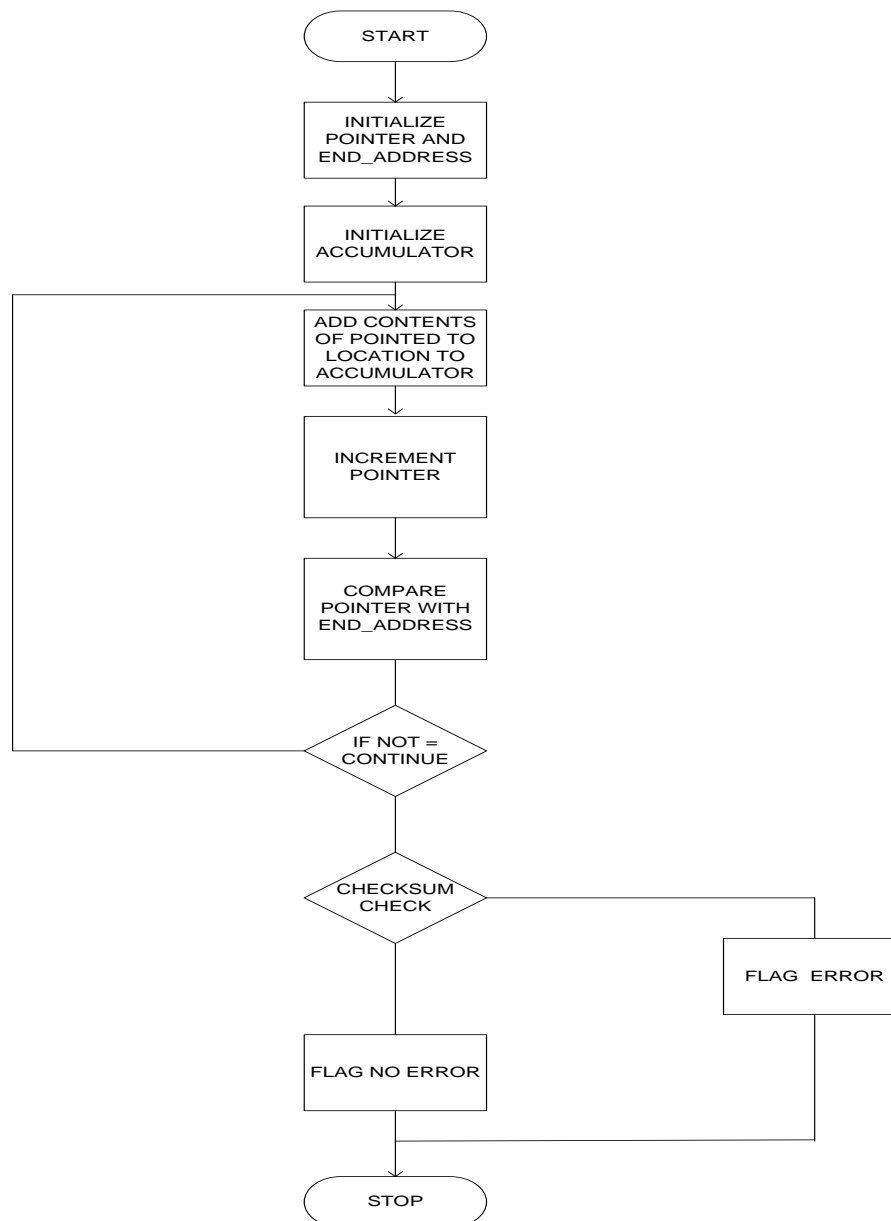 START
INITIALIZE
POINTER AND
END_ADDRESS
INITIALIZE
ACCUMULATOR
ADD CONTENTS
OF POINTED TO
LOCATION TO
ACCUMULATOR
INCREMENT
POINTER
COMPARE
POINTER WITH
END_ADDRESS
IF NOT =
CONTINUE
CHECKSUM
CHECK
FLAG ERROR
FLAG NO ERROR
STOP